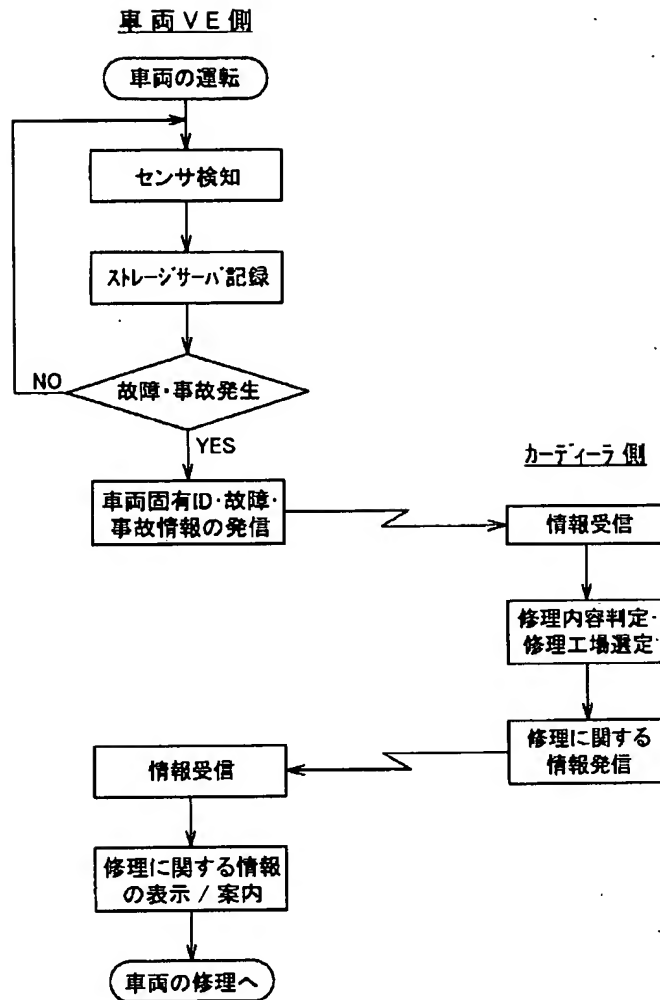 車両VE側
車両の運転
センサ検知
ストレージサーバ記録
故障・事故発生
NO
YES
車両固有ID・故障・
事故情報の発信
カーディーラ側
情報受信
修理内容判定・
修理工場選定
修理に関する
情報発信
情報受信
修理に関する情報
の表示 / 案内
車両の修理へ